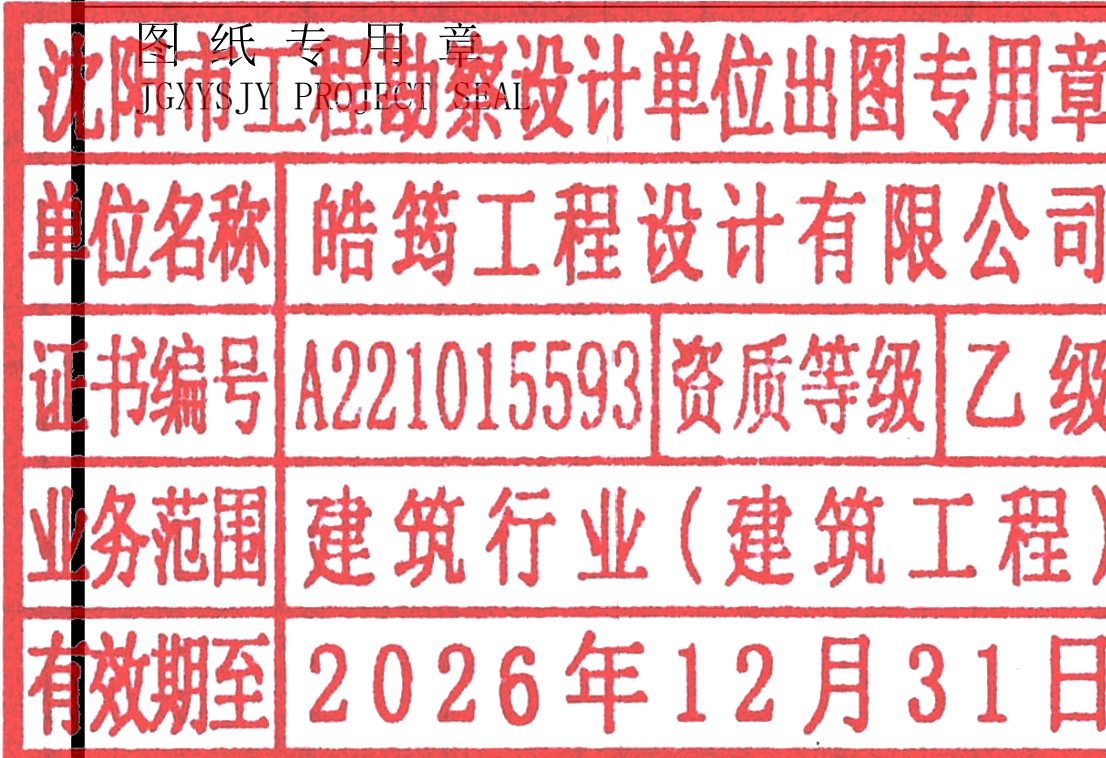 图纸专用章
JGXYSJY PROJECT SEAL
沈阳市工程勘察设计单位出图专用章
单位名称 皓筠工程设计有限公司
证书编号 A221015593 资质等级 乙级
业务范围 建筑行业(建筑工程)
有效期至 2026年12月31日